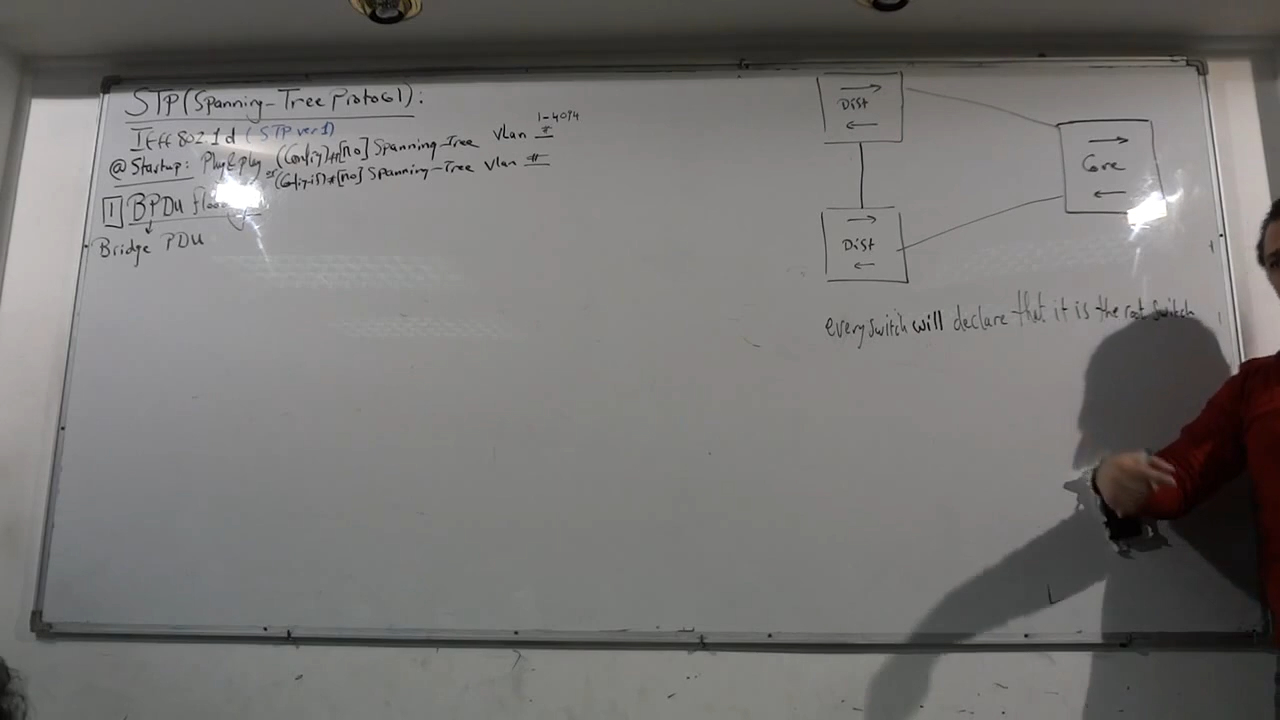 STP (Spanning-Tree Protocol):
IEEE 802.1d (STP ver1)
1-4094
@ Startup: Plug & play (Config)#[no] Spanning-Tree vlan #
or (Config-if)#[no] Spanning-Tree vlan #
1 BPDU
Bridge PDU
Dist
Core
Dist
every switch will declare that it is the root switch